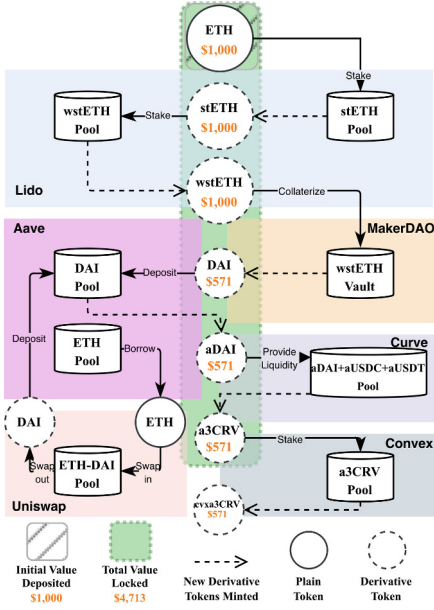 ETH
$1,000
Stake
wstETH
Pool
Stake
stETH
$1,000
stETH
Pool
wstETH
$1,000
Collaterize
Lido
Aave
MakerDAO
DAI
Pool
Deposit
DAI
$571
wstETH
Vault
ETH
Pool
Borrow
Deposit
aDAI
$571
Provide
Liquidity
Curve
aDAI+aUSDC+aUSDT
Pool
DAI
ETH
a3CRV
$571
Stake
Convex
Swap
out
ETH-DAI
Pool
Swap
in
a3CRV
Pool
Uniswap
cvxa3CRV
$571
Initial Value
Deposited
$1,000
Total Value
Locked
$4,713
New Derivative
Tokens Minted
Plain
Token
Derivative
Token